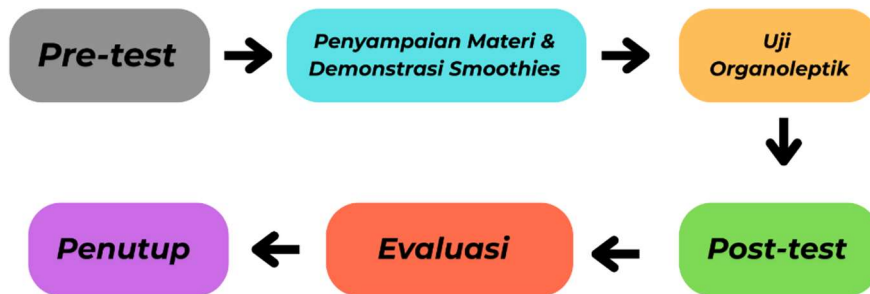 Pre-test
Penyampaian Materi &
Demonstrasi Smoothies
Uji
Organoleptik
Post-test
Evaluasi
Penutup